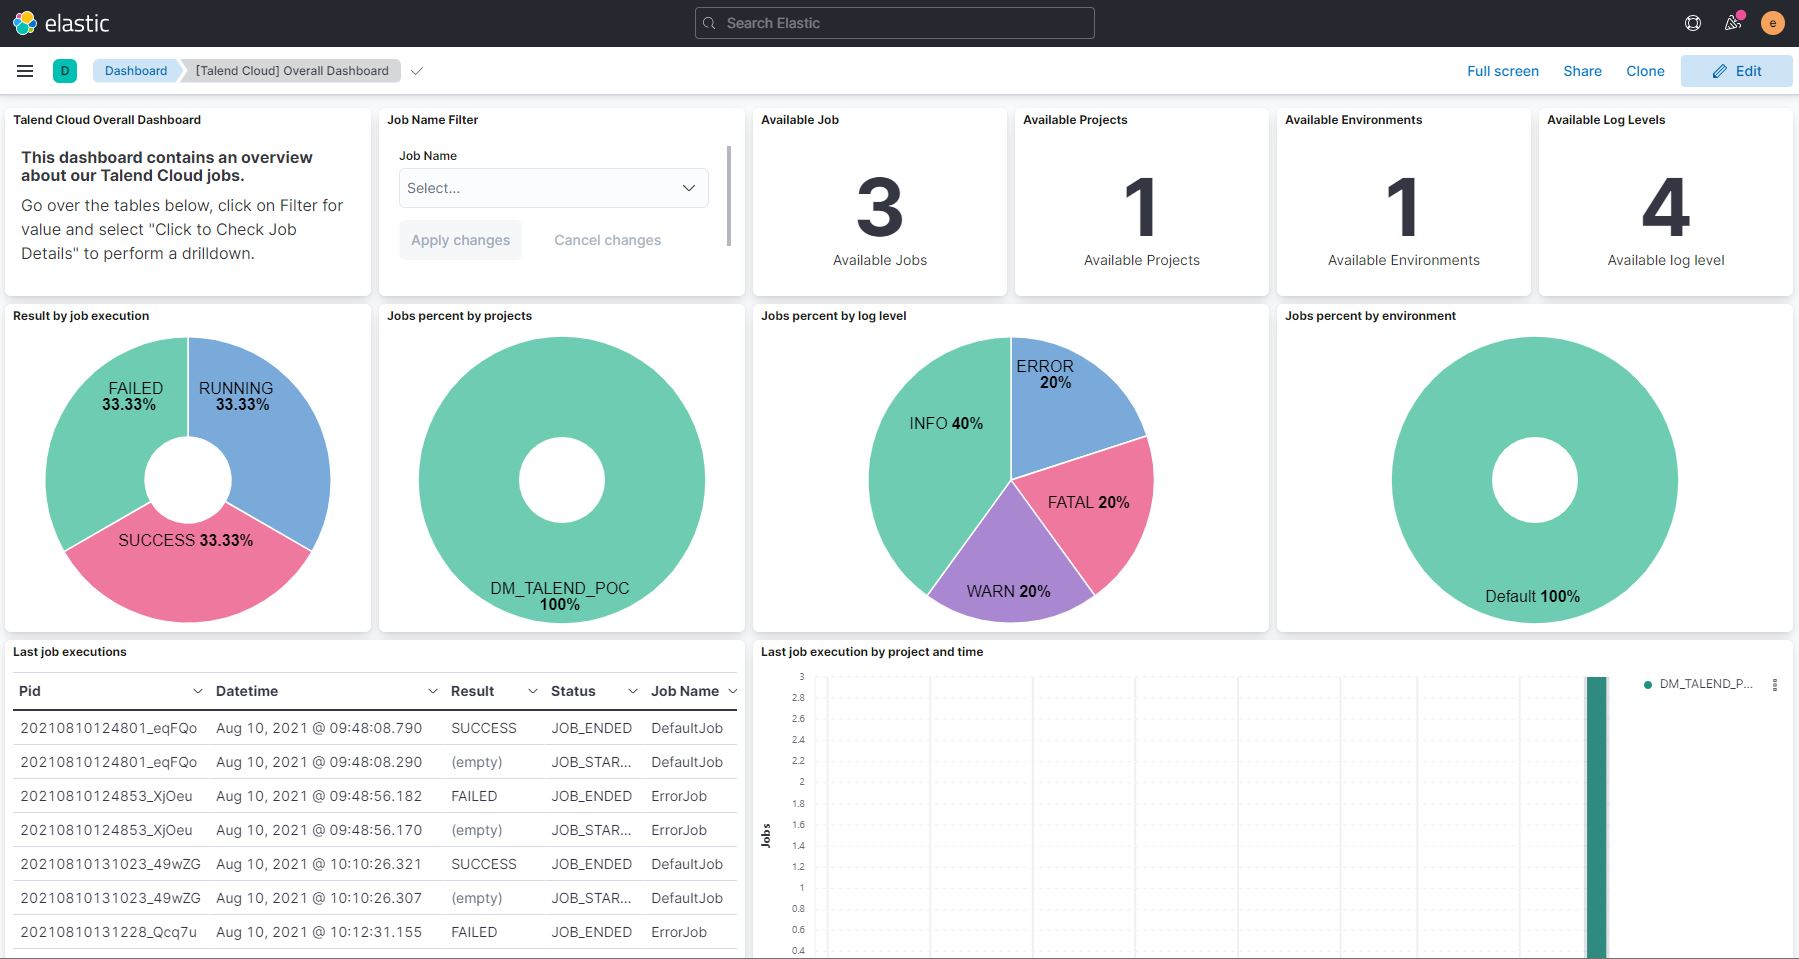 elastic
Search Elastic
e
D
Dashboard
[Talend Cloud] Overall Dashboard
Full screen
Share
Clone
Edit
Talend Cloud Overall Dashboard
This dashboard contains an overview
about our Talend Cloud jobs.
Go over the tables below, click on Filter for
value and select "Click to Check Job
Details" to perform a drilldown.
Job Name Filter
Job Name
Select...
Apply changes
Cancel changes
Available Job
3
Available Jobs
Available Projects
1
Available Projects
Available Environments
1
Available Environments
Available Log Levels
4
Available log level
Result by job execution
FAILED
33.33%
RUNNING
33.33%
SUCCESS 33.33%
Jobs percent by projects
DM_TALEND_POC
100%
Jobs percent by log level
ERROR
20%
INFO 40%
FATAL 20%
WARN 20%
Jobs percent by environment
Default 100%
Last job executions
Pid Datetime Result Status Job Name
20210810124801_eqFQo Aug 10, 2021 @ 09:48:08.790 SUCCESS JOB_ENDED DefaultJob
20210810124801_eqFQo Aug 10, 2021 @ 09:48:08.290 (empty) JOB_STAR... DefaultJob
20210810124853_XjOeu Aug 10, 2021 @ 09:48:56.182 FAILED JOB_ENDED ErrorJob
20210810124853_XjOeu Aug 10, 2021 @ 09:48:56.170 (empty) JOB_STAR... ErrorJob
20210810131023_49wZG Aug 10, 2021 @ 10:10:26.321 SUCCESS JOB_ENDED DefaultJob
20210810131023_49wZG Aug 10, 2021 @ 10:10:26.307 (empty) JOB_STAR... DefaultJob
20210810131228_Qcq7u Aug 10, 2021 @ 10:12:31.155 FAILED JOB_ENDED ErrorJob
Last job execution by project and time
3
2.8
2.6
2.4
2.2
2
1.8
1.6
1.4
1.2
1
0.8
0.6
0.4
Jobs
DM_TALEND_P...